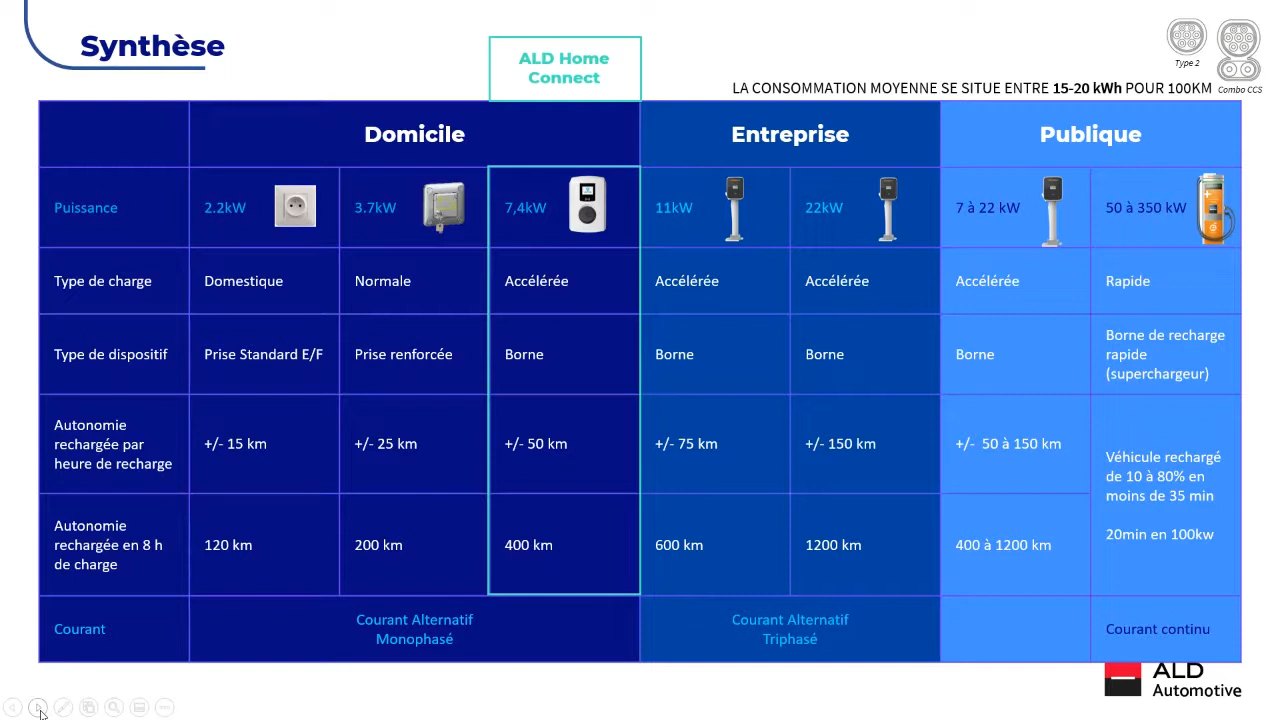 Synthèse
ALD Home
Connect
Type 2
Combo CCS
LA CONSOMMATION MOYENNE SE SITUE ENTRE 15-20 kWh POUR 100KM
Domicile
Entreprise
Publique
Puissance
2.2kW
3.7kW
7,4kW
11kW
22kW
7 à 22 kW
50 à 350 kW
Type de charge
Domestique
Normale
Accélérée
Accélérée
Accélérée
Accélérée
Rapide
Type de dispositif
Prise Standard E/F
Prise renforcée
Borne
Borne
Borne
Borne
Borne de recharge
rapide
(superchargeur)
Autonomie
rechargée par
heure de recharge
+/- 15 km
+/- 25 km
+/- 50 km
+/- 75 km
+/- 150 km
+/- 50 à 150 km
Véhicule rechargé
de 10 à 80% en
moins de 35 min
20min en 100kw
Autonomie
rechargée en 8 h
de charge
120 km
200 km
400 km
600 km
1200 km
400 à 1200 km
Courant
Courant Alternatif
Monophasé
Courant Alternatif
Triphasé
Courant continu
ALD
Automotive